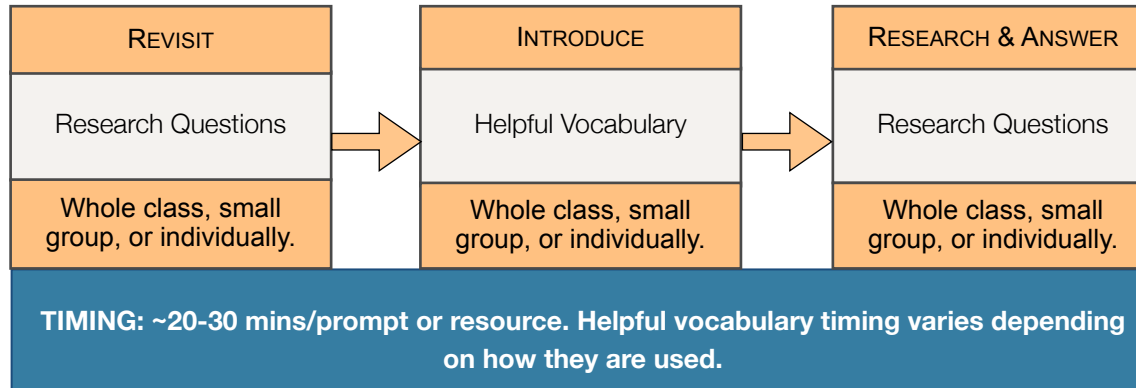 REVISIT
Research Questions
Whole class, small
group, or individually.
INTRODUCE
Helpful Vocabulary
Whole class, small
group, or individually.
RESEARCH & ANSWER
Research Questions
Whole class, small
group, or individually.
TIMING: ~20-30 mins/prompt or resource. Helpful vocabulary timing varies depending
on how they are used.